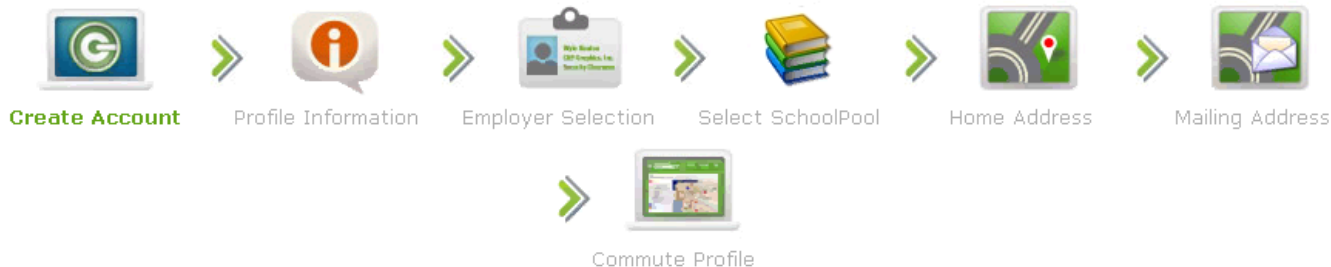 Create Account
Profile Information
Employer Selection
Select SchoolPool
Home Address
Mailing Address
Commute Profile